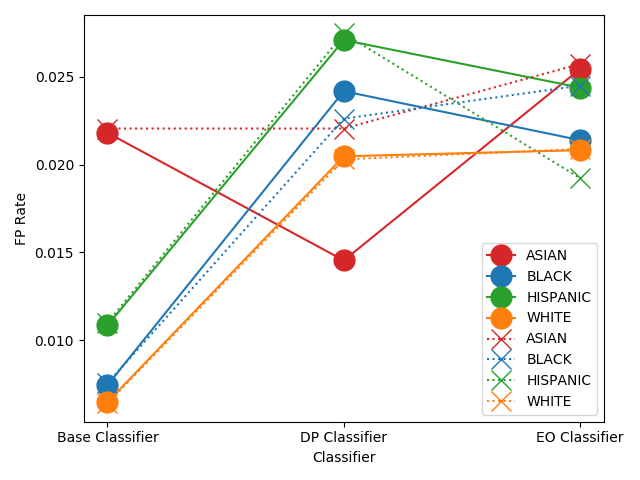 0.025
0.020
0.015
0.010
FP Rate
ASIAN
BLACK
HISPANIC
WHITE
ASIAN
BLACK
HISPANIC
WHITE
Base Classifier DP Classifier EO Classifier
Classifier